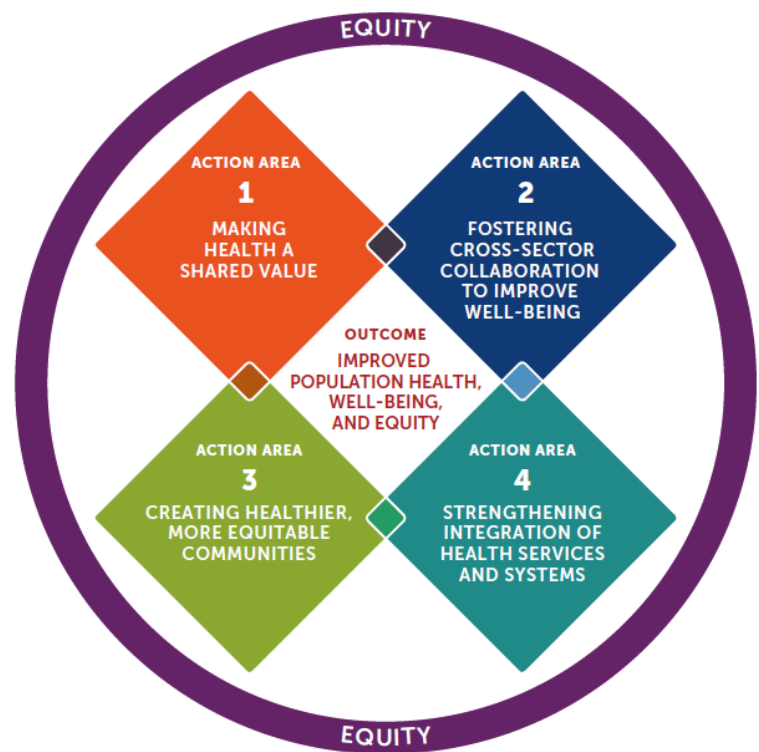 EQUITY
ACTION AREA
1
MAKING
HEALTH A
SHARED VALUE
ACTION AREA
2
FOSTERING
CROSS-SECTOR
COLLABORATION
TO IMPROVE
WELL-BEING
OUTCOME
IMPROVED
POPULATION HEALTH,
WELL-BEING,
AND EQUITY
ACTION AREA
3
CREATING HEALTHIER,
MORE EQUITABLE
COMMUNITIES
ACTION AREA
4
STRENGTHENING
INTEGRATION OF
HEALTH SERVICES
AND SYSTEMS
EQUITY